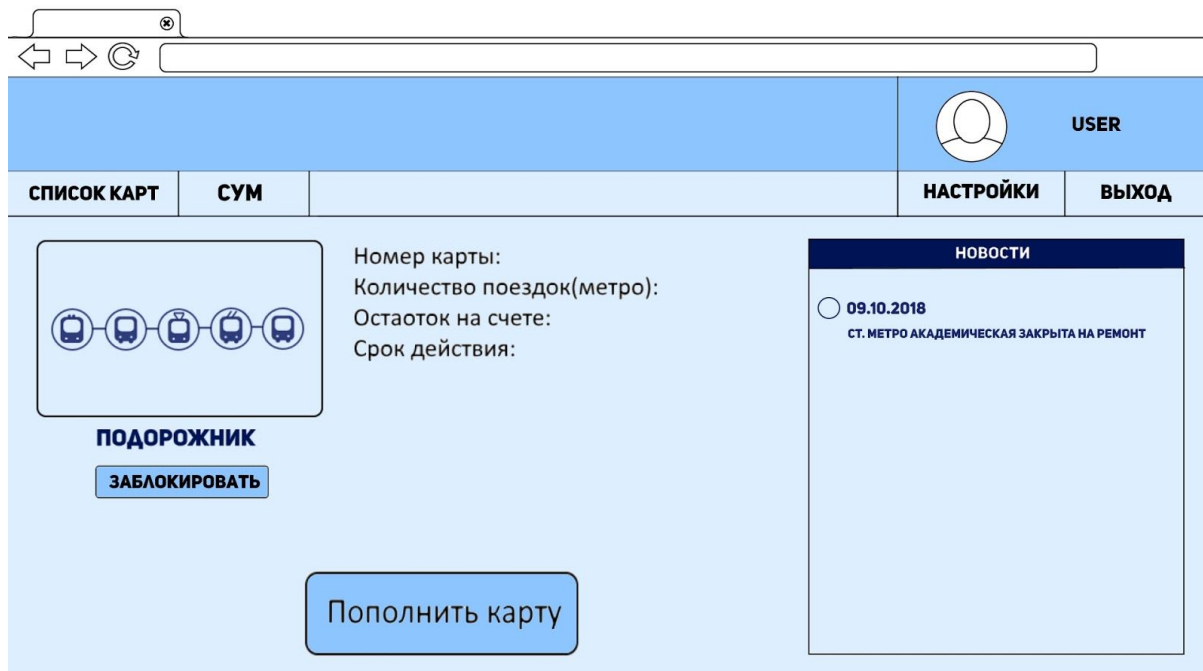 USER
СПИСОК КАРТ
СУМ
НАСТРОЙКИ
ВЫХОД
Номер карты:
Количество поездок(метро):
Остаоток на счете:
Срок действия:
ПОДОРОЖНИК
ЗАБЛОКИРОВАТЬ
Пополнить карту
НОВОСТИ
09.10.2018
СТ. МЕТРО АКАДЕМИЧЕСКАЯ ЗАКРЫТА НА РЕМОНТ